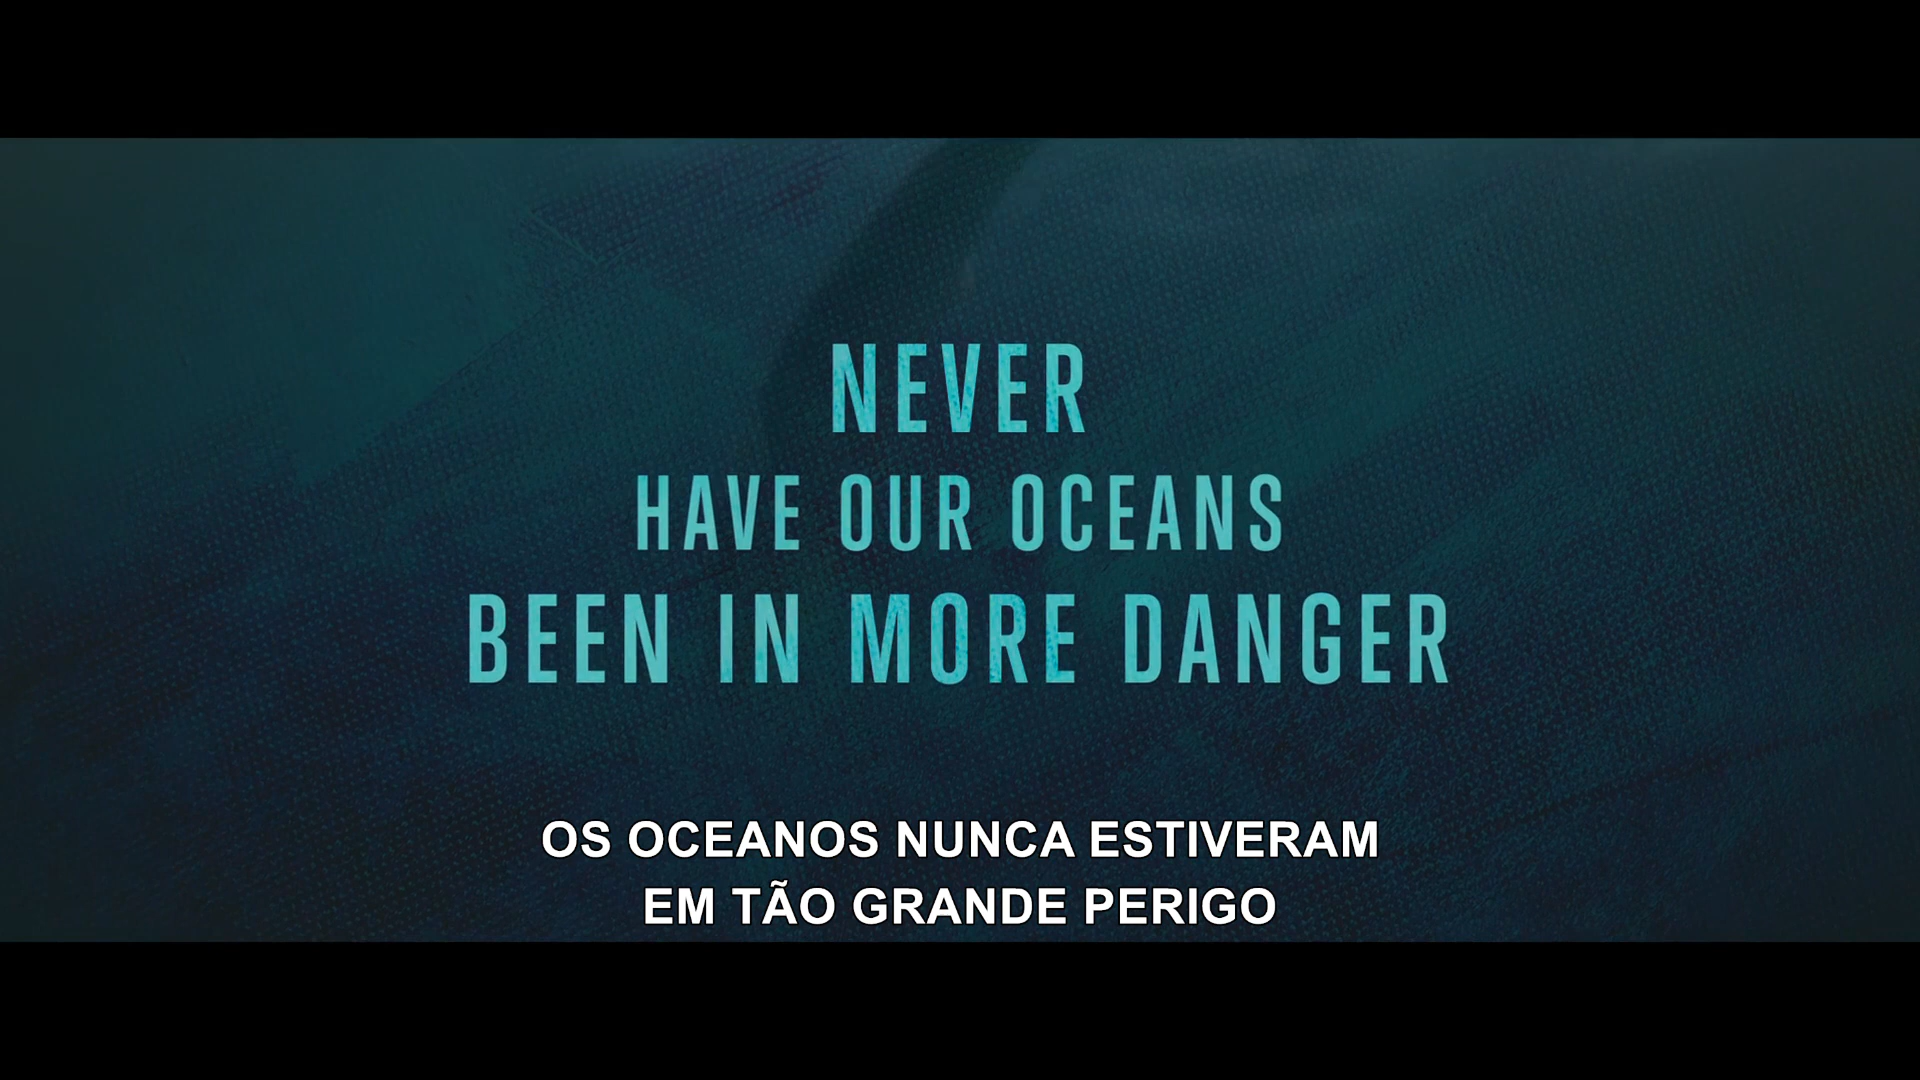 NEVER
HAVE OUR OCEANS
BEEN IN MORE DANGER
OS OCEANOS NUNCA ESTIVERAM
EM TÃO GRANDE PERIGO